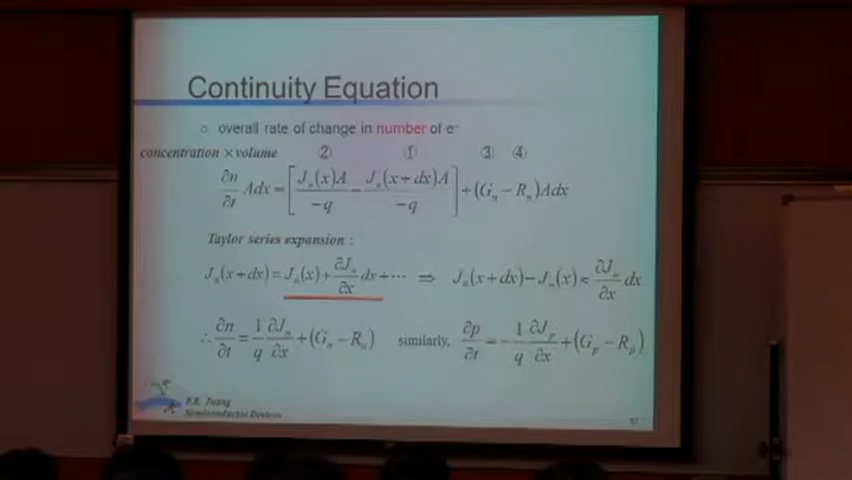 Continuity Equation
○ overall rate of change in number of e⁻
concentration × volume ② ① ③ ④
∂n/∂t Adx = [Jₙ(x)A/−q − Jₙ(x+dx)A/−q] + (Gₙ − Rₙ)Adx
Taylor series expansion :
Jₙ(x+dx) = Jₙ(x) + ∂Jₙ/∂x dx + ⋯ ⇒ Jₙ(x+dx) − Jₙ(x) = ∂Jₙ/∂x dx
∴ ∂n/∂t = 1/q ∂Jₙ/∂x + (Gₙ − Rₙ) similarly, ∂p/∂t = − 1/q ∂Jₚ/∂x + (Gₚ − Rₚ)
Semiconductor Devices